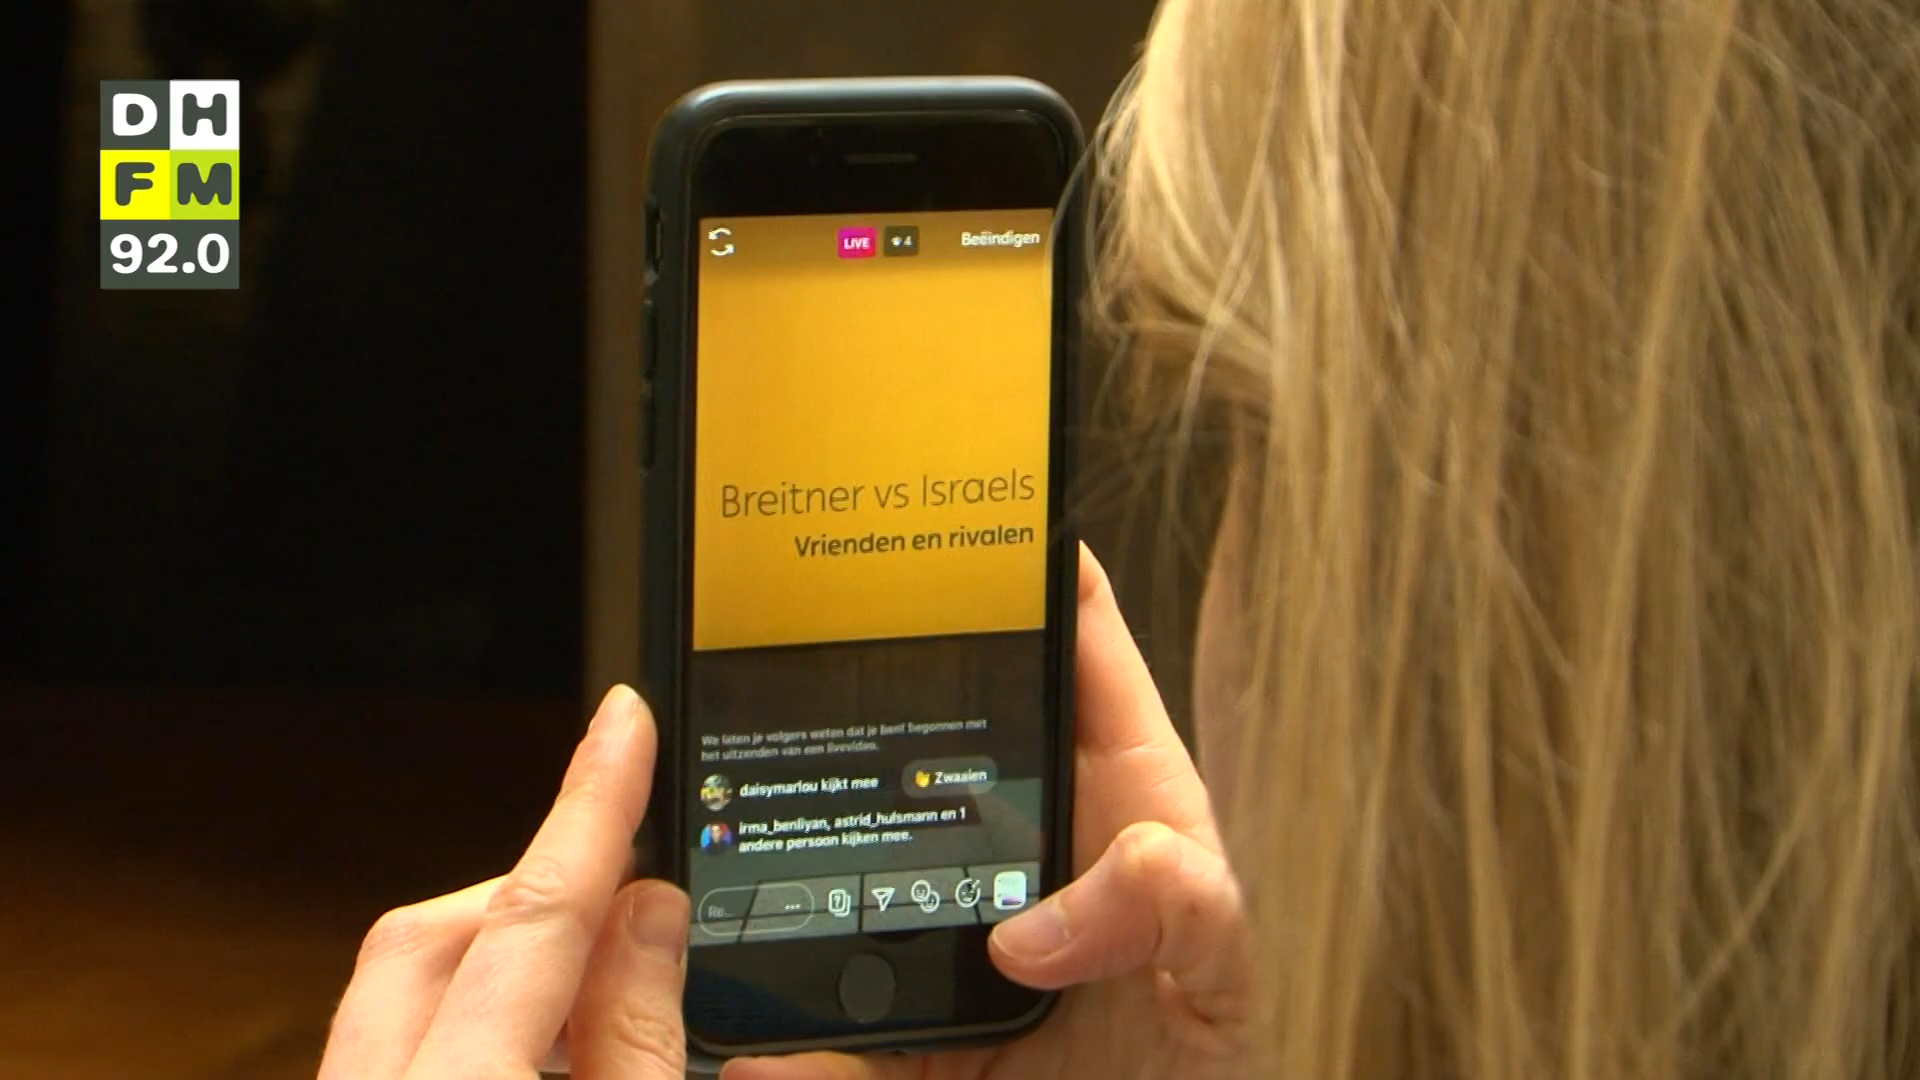 DH
FM
92.0
LIVE
4
Beëindigen
Breitner vs Israels
Vrienden en rivalen
We laten je volgers weten dat je bent begonnen met
het uitzenden van een livevideo.
daisymarlou kijkt mee
Zwaaien
irma_benliyan, astrid_hulsmann en 1
andere persoon kijken mee.